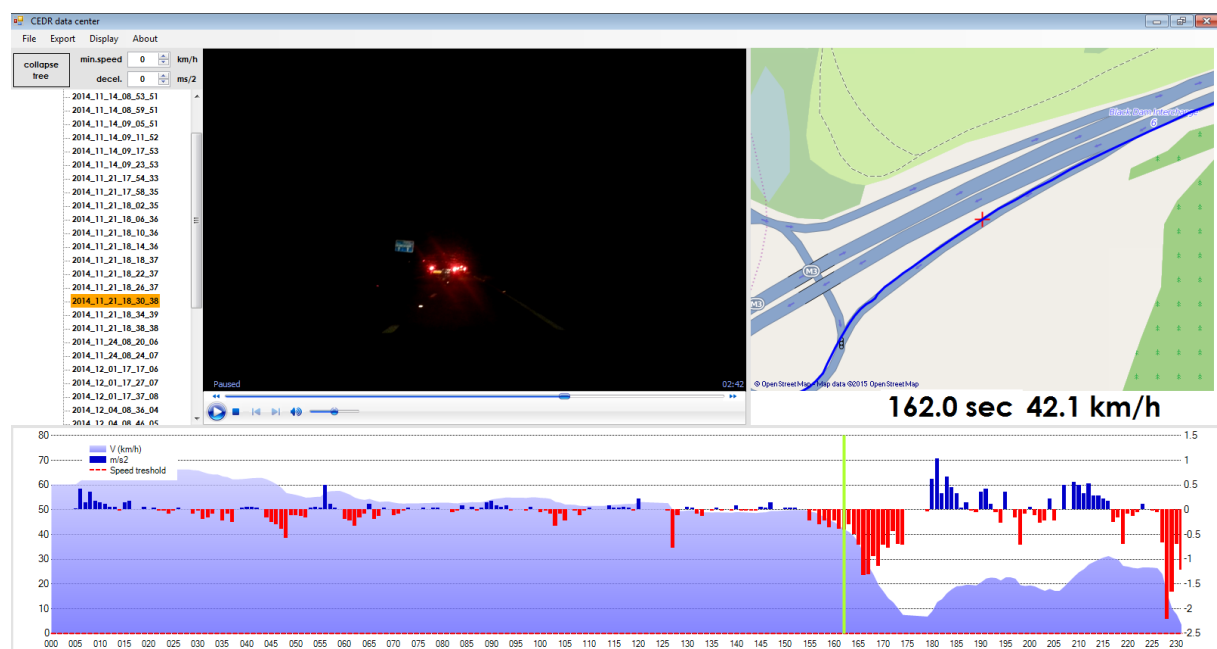 CEDR data center
File Export Display About
collapse tree
min.speed 0 km/h
decel. 0 ms/2
2014_11_14_08_53_51
2014_11_14_08_59_51
2014_11_14_09_05_51
2014_11_14_09_11_52
2014_11_14_09_17_53
2014_11_14_09_23_53
2014_11_21_17_54_33
2014_11_21_17_58_35
2014_11_21_18_02_35
2014_11_21_18_06_36
2014_11_21_18_10_36
2014_11_21_18_14_36
2014_11_21_18_18_37
2014_11_21_18_22_37
2014_11_21_18_26_37
2014_11_21_18_30_38
2014_11_21_18_34_39
2014_11_21_18_38_38
2014_11_24_08_20_06
2014_11_24_08_24_07
2014_12_01_17_17_06
2014_12_01_17_27_07
2014_12_01_17_37_08
2014_12_04_08_36_04
2014_12_04_08_46_05
Paused 02:42
Black Dam Interchange
6
M3
M3
© OpenStreetMap - Map data ©2015 OpenStreetMap
162.0 sec 42.1 km/h
V (km/h)
m/s2
Speed treshold
80 1.5
70 1
60 0.5
50 0
40 -0.5
30 -1
20 -1.5
10 -2
0 -2.5
000 005 010 015 020 025 030 035 040 045 050 055 060 065 070 075 080 085 090 095 100 105 110 115 120 125 130 135 140 145 150 155 160 165 170 175 180 185 190 195 200 205 210 215 220 225 230